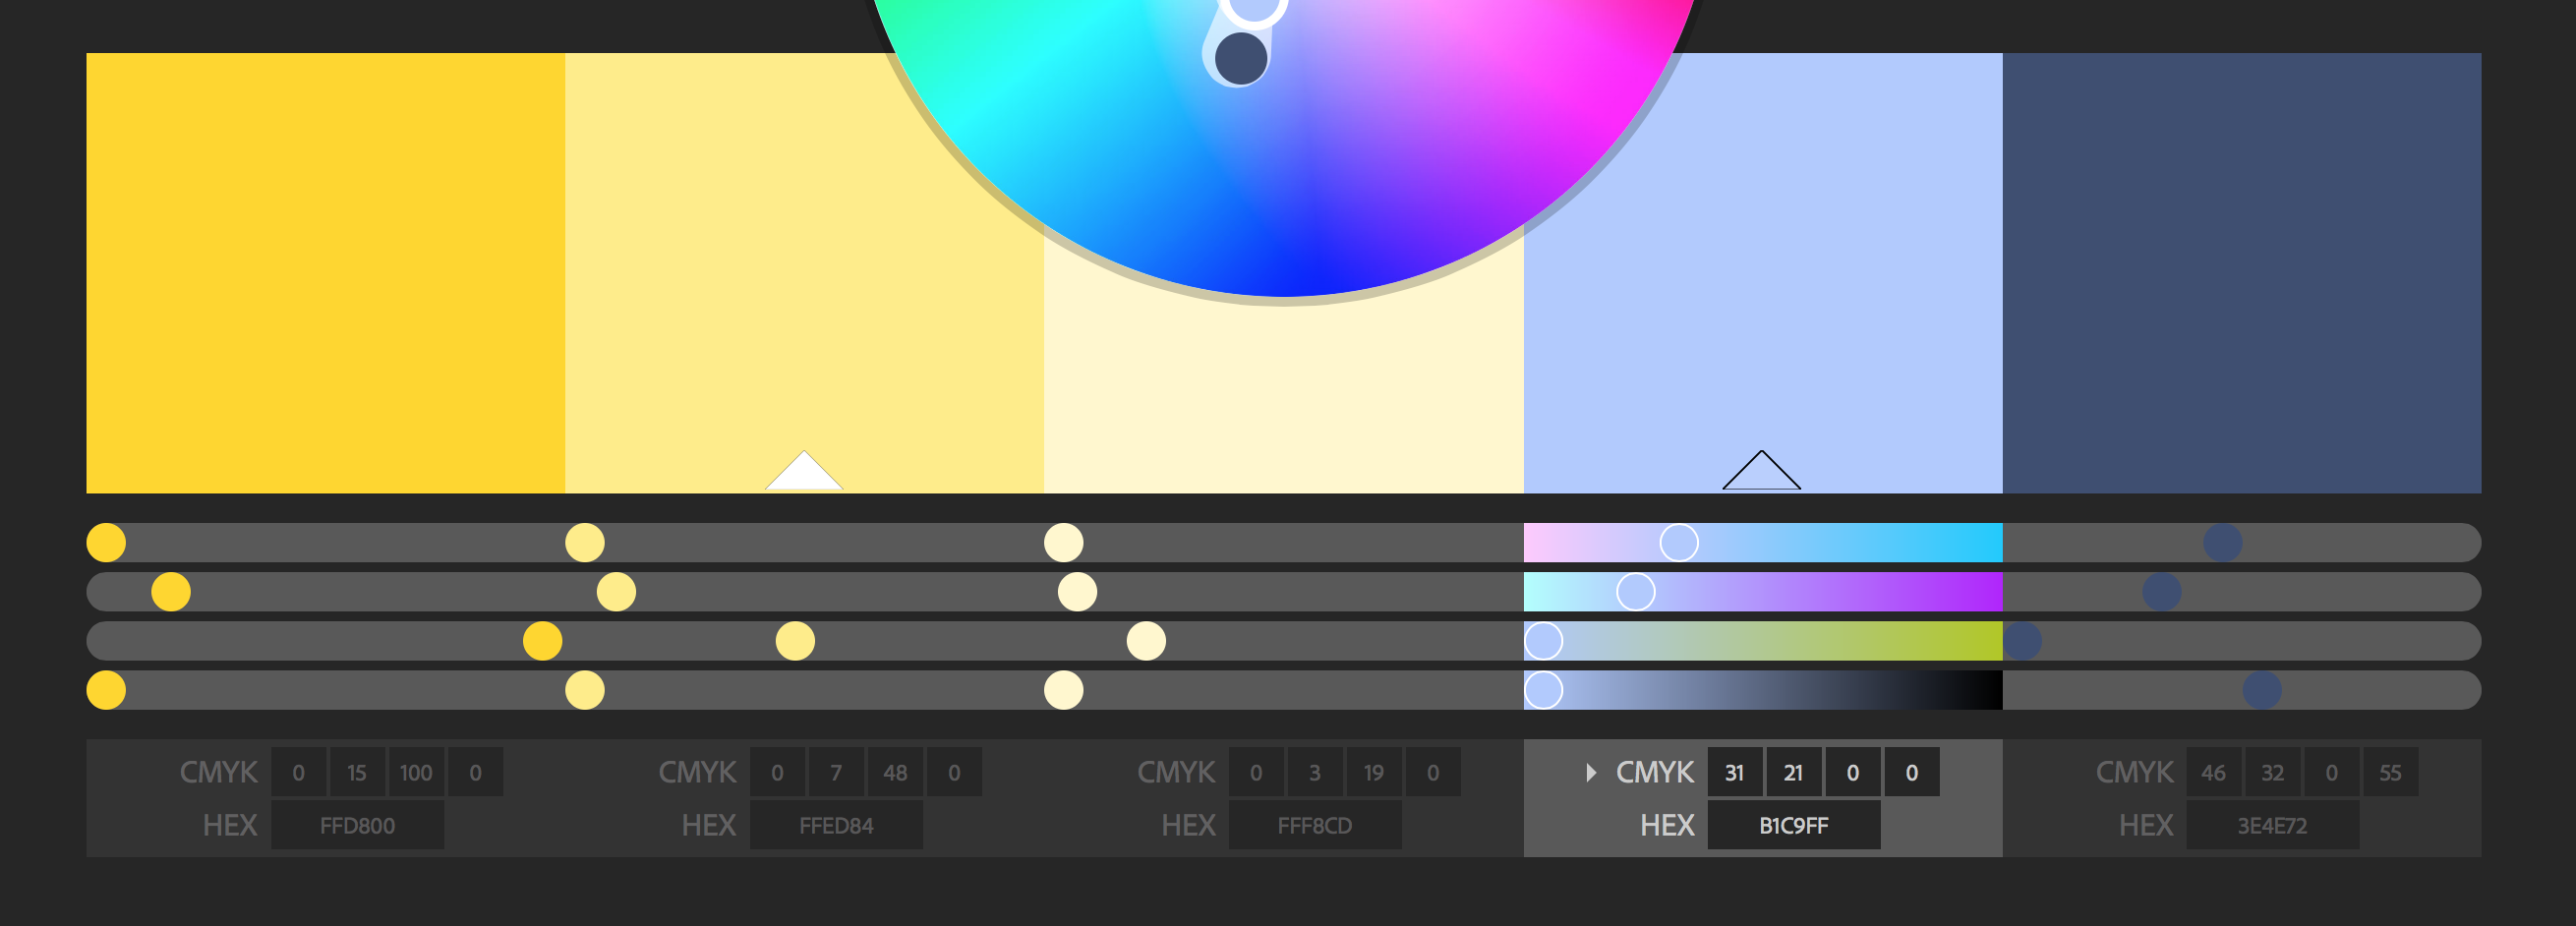 CMYK 0 15 100 0
HEX FFD800
CMYK 0 7 48 0
HEX FFED84
CMYK 0 3 19 0
HEX FFF8CD
CMYK 31 21 0 0
HEX B1C9FF
CMYK 46 32 0 55
HEX 3E4E72